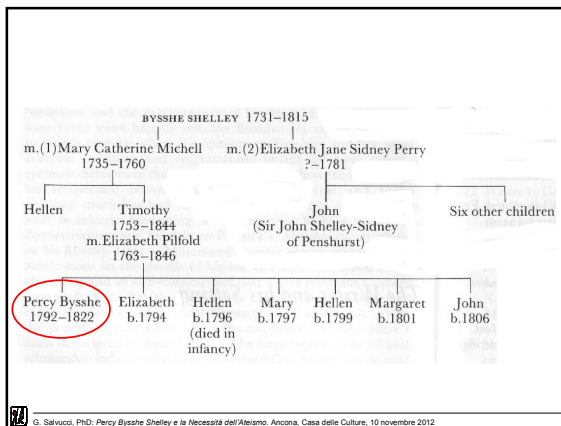 BYSSHE SHELLEY 1731–1815
m.(1)Mary Catherine Michell
1735–1760
m.(2)Elizabeth Jane Sidney Perry
?–1781
Hellen
Timothy
1753–1844
m.Elizabeth Pilfold
1763–1846
John
(Sir John Shelley-Sidney
of Penshurst)
Six other children
Percy Bysshe
1792–1822
Elizabeth
b.1794
Hellen
b.1796
(died in
infancy)
Mary
b.1797
Hellen
b.1799
Margaret
b.1801
John
b.1806
G. Salvucci, PhD: Percy Bysshe Shelley e la Necessità dell'Ateismo. Ancona, Casa delle Culture, 10 novembre 2012